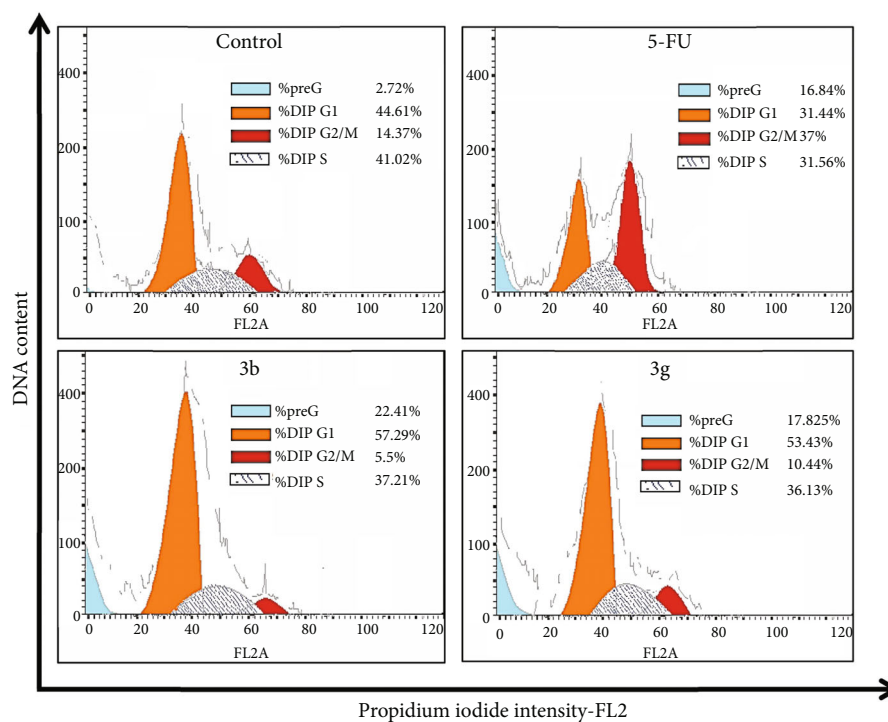 DNA content
Control
%preG 2.72%
%DIP G1 44.61%
%DIP G2/M 14.37%
%DIP S 41.02%
400
200
100
0
0 20 40 60 80 100 120
FL2A
5-FU
%preG 16.84%
%DIP G1 31.44%
%DIP G2/M 37%
%DIP S 31.56%
400
200
100
0
0 20 40 60 80 100 120
FL2A
3b
%preG 22.41%
%DIP G1 57.29%
%DIP G2/M 5.5%
%DIP S 37.21%
400
200
100
0
0 20 40 60 80 100 120
FL2A
3g
%preG 17.825%
%DIP G1 53.43%
%DIP G2/M 10.44%
%DIP S 36.13%
400
200
100
0
0 20 40 60 80 100 120
FL2A
Propidium iodide intensity-FL2